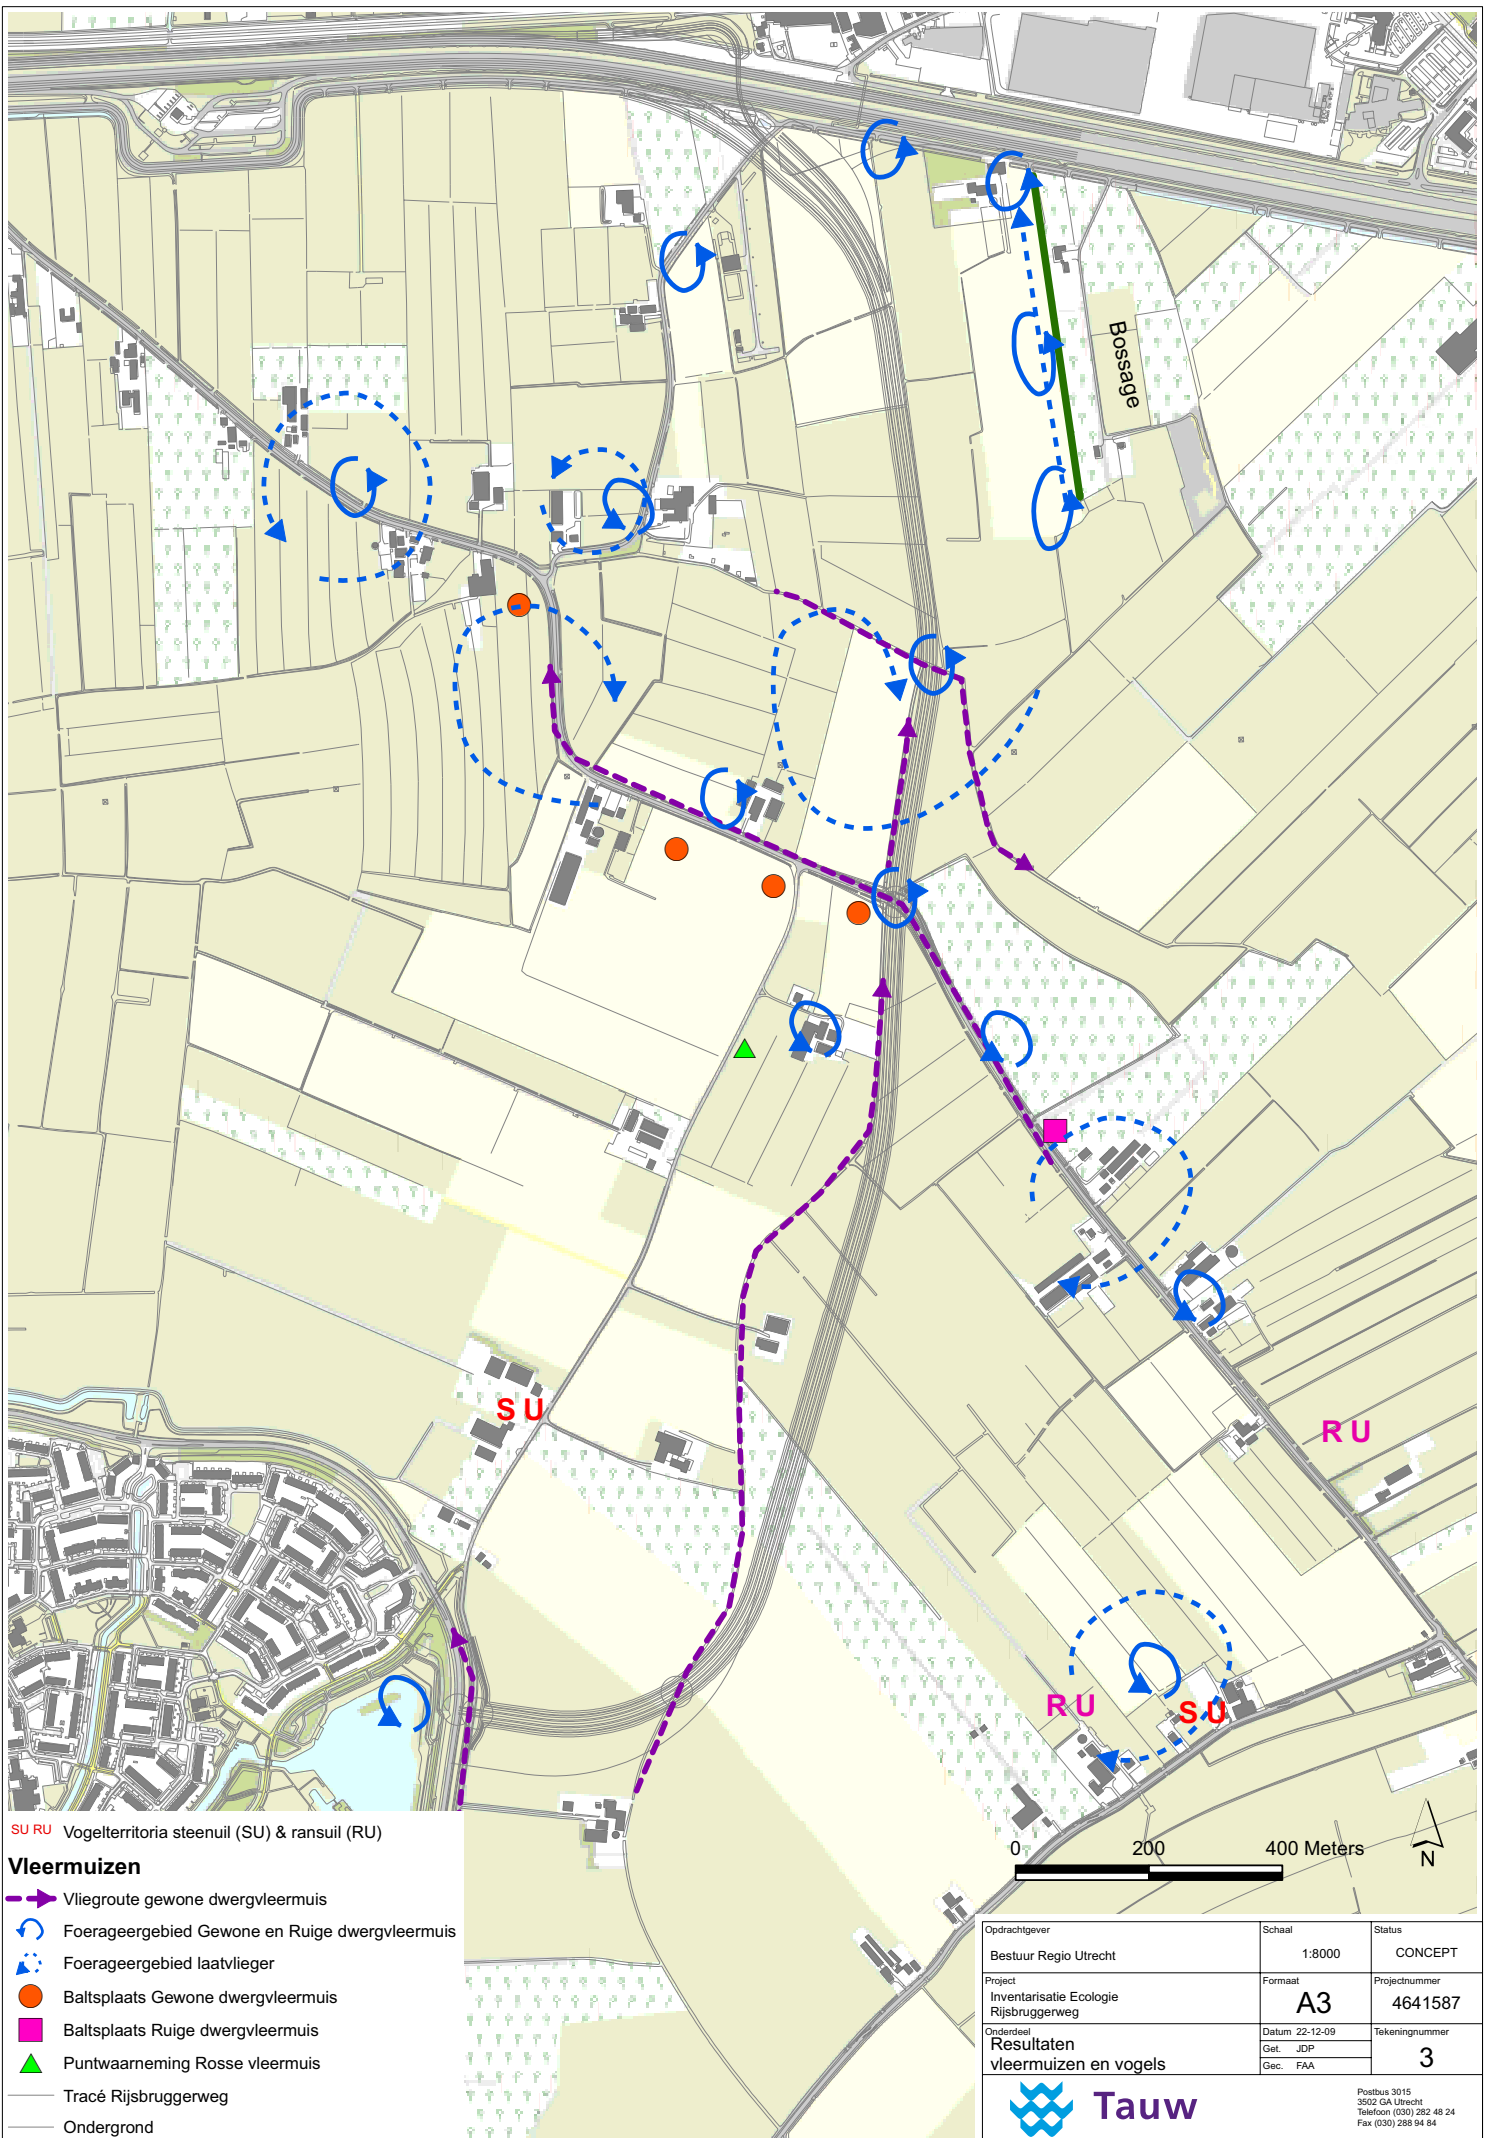 Bossage
S U
R U
R U
S U
SU RU Vogelterritoria steenuil (SU) & ransuil (RU)
Vleermuizen
Vliegroute gewone dwergvleermuis
Foerageergebied Gewone en Ruige dwergvleermuis
Foerageergebied laatvlieger
Baltsplaats Gewone dwergvleermuis
Baltsplaats Ruige dwergvleermuis
Puntwaarneming Rosse vleermuis
Tracé Rijsbruggerweg
Ondergrond
0 200 400 Meters
N
Opdrachtgever
Bestuur Regio Utrecht
Schaal
1:8000
Status
CONCEPT
Project
Inventarisatie Ecologie
Rijsbruggerweg
Formaat
A3
Projectnummer
4641587
Onderdeel
Resultaten
vleermuizen en vogels
Datum 22-12-09
Get. JDP
Gec. FAA
Tekeningnummer
3
Tauw
Postbus 3015
3502 GA Utrecht
Telefoon (030) 282 48 24
Fax (030) 288 94 84